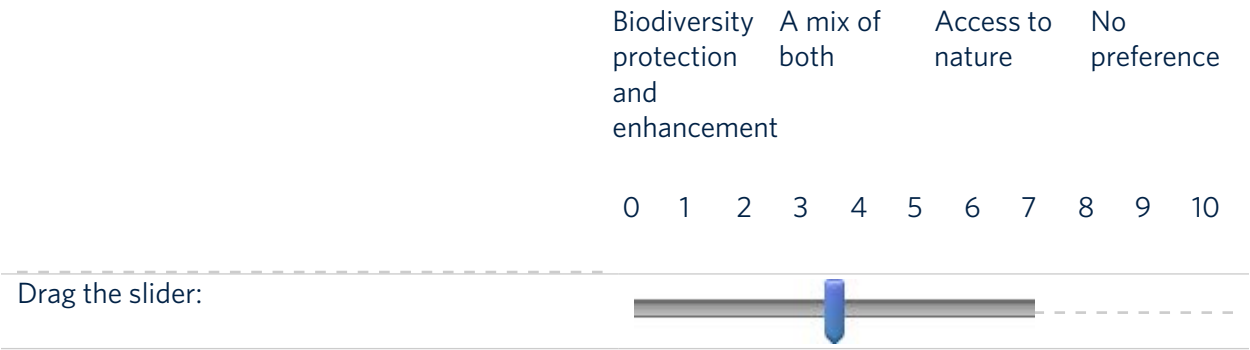 Biodiversity protection and enhancement
A mix of both
Access to nature
No preference
0 1 2 3 4 5 6 7 8 9 10
Drag the slider: